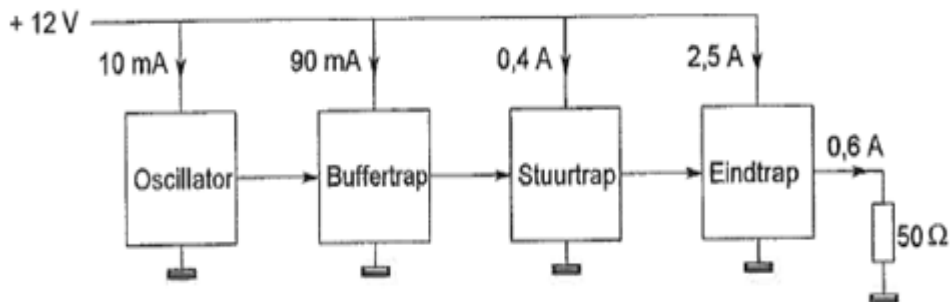 + 12 V
10 mA 90 mA 0,4 A 2,5 A
0,6 A
Oscillator Buffertrap Stuurtrap Eindtrap
50 Ω